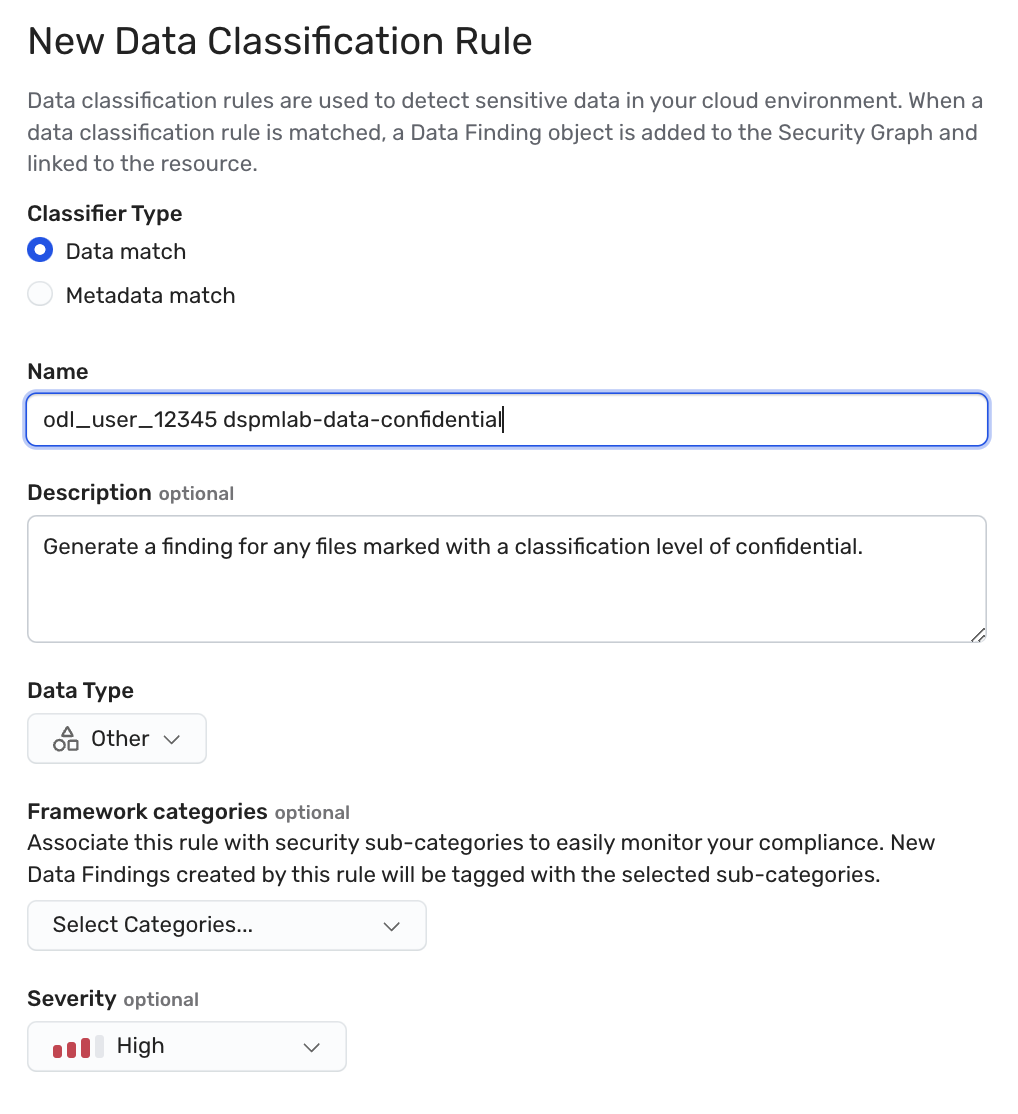 New Data Classification Rule
Data classification rules are used to detect sensitive data in your cloud environment. When a
data classification rule is matched, a Data Finding object is added to the Security Graph and
linked to the resource.
Classifier Type
Data match
Metadata match
Name
odl_user_12345 dspmlab-data-confidential
Description optional
Generate a finding for any files marked with a classification level of confidential.
Data Type
Other
Framework categories optional
Associate this rule with security sub-categories to easily monitor your compliance. New
Data Findings created by this rule will be tagged with the selected sub-categories.
Select Categories...
Severity optional
High